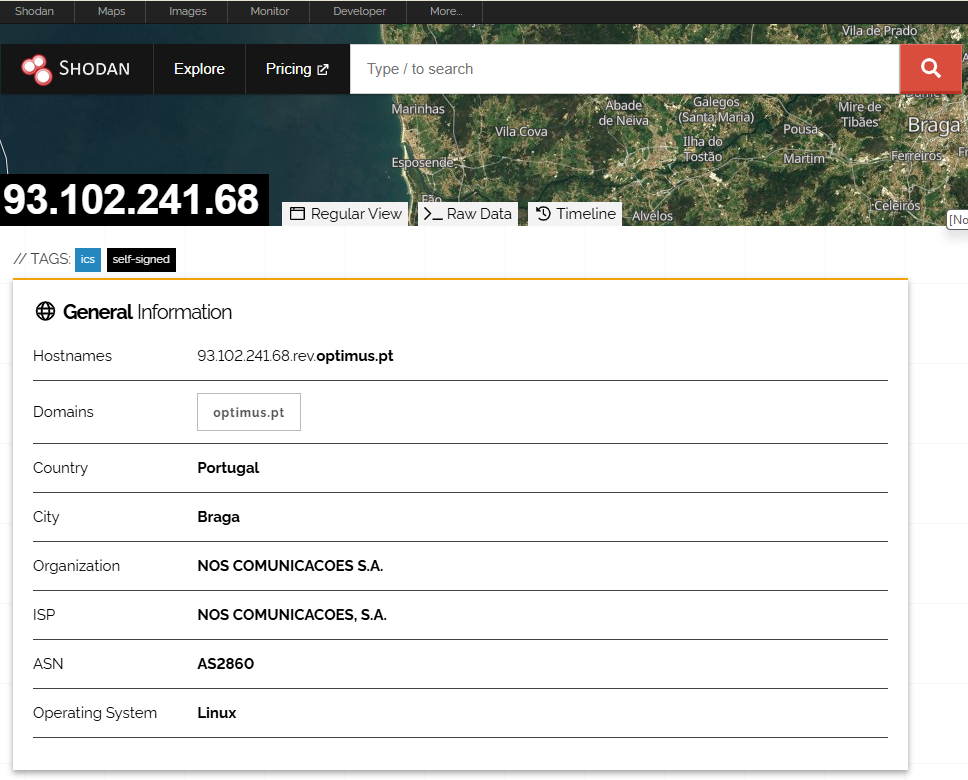 Shodan Maps Images Monitor Developer More...
SHODAN Explore Pricing Type / to search
Vila de Prado
Marinhas
Abade de Neiva
Galegos (Santa Maria)
Mire de Tibães
Vila Cova
Pousa
Braga
Ilha do Tostão
Martim
Ferreiros
Esposende
Fão
Celeirós
Alvelos
93.102.241.68
Regular View Raw Data Timeline
[No
// TAGS: ics self-signed
General Information
Hostnames 93.102.241.68.rev.optimus.pt
Domains optimus.pt
Country Portugal
City Braga
Organization NOS COMUNICACOES S.A.
ISP NOS COMUNICACOES, S.A.
ASN AS2860
Operating System Linux